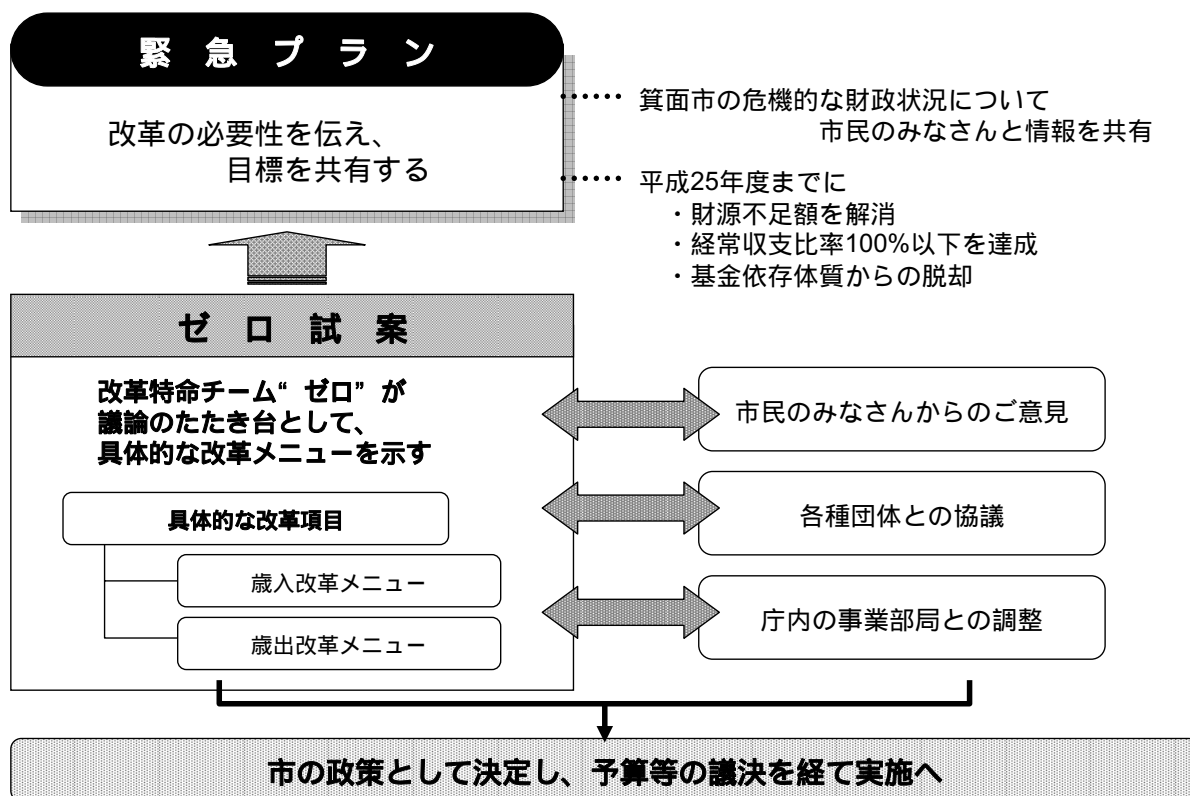 緊急プラン
改革の必要性を伝え、
目標を共有する
…… 箕面市の危機的な財政状況について
市民のみなさんと情報を共有
…… 平成25年度までに
・財源不足額を解消
・経常収支比率100%以下を達成
・基金依存体質からの脱却
ゼロ試案
改革特命チーム“ゼロ”が
議論のたたき台として、
具体的な改革メニューを示す
具体的な改革項目
歳入改革メニュー
歳出改革メニュー
市民のみなさんからのご意見
各種団体との協議
庁内の事業部局との調整
市の政策として決定し、予算等の議決を経て実施へ